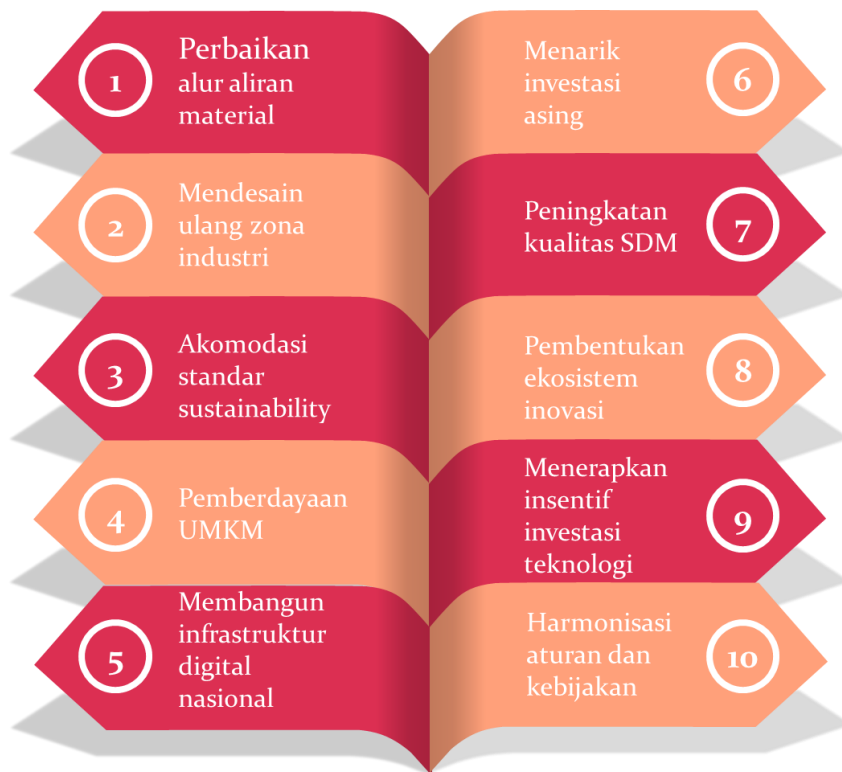 1
Perbaikan
alur aliran
material
2
Mendesain
ulang zona
industri
3
Akomodasi
standar
sustainability
4
Pemberdayaan
UMKM
5
Membangun
infrastruktur
digital
nasional
6
Menarik
investasi
asing
7
Peningkatan
kualitas SDM
8
Pembentukan
ekosistem
inovasi
9
Menerapkan
insentif
investasi
teknologi
10
Harmonisasi
aturan dan
kebijakan